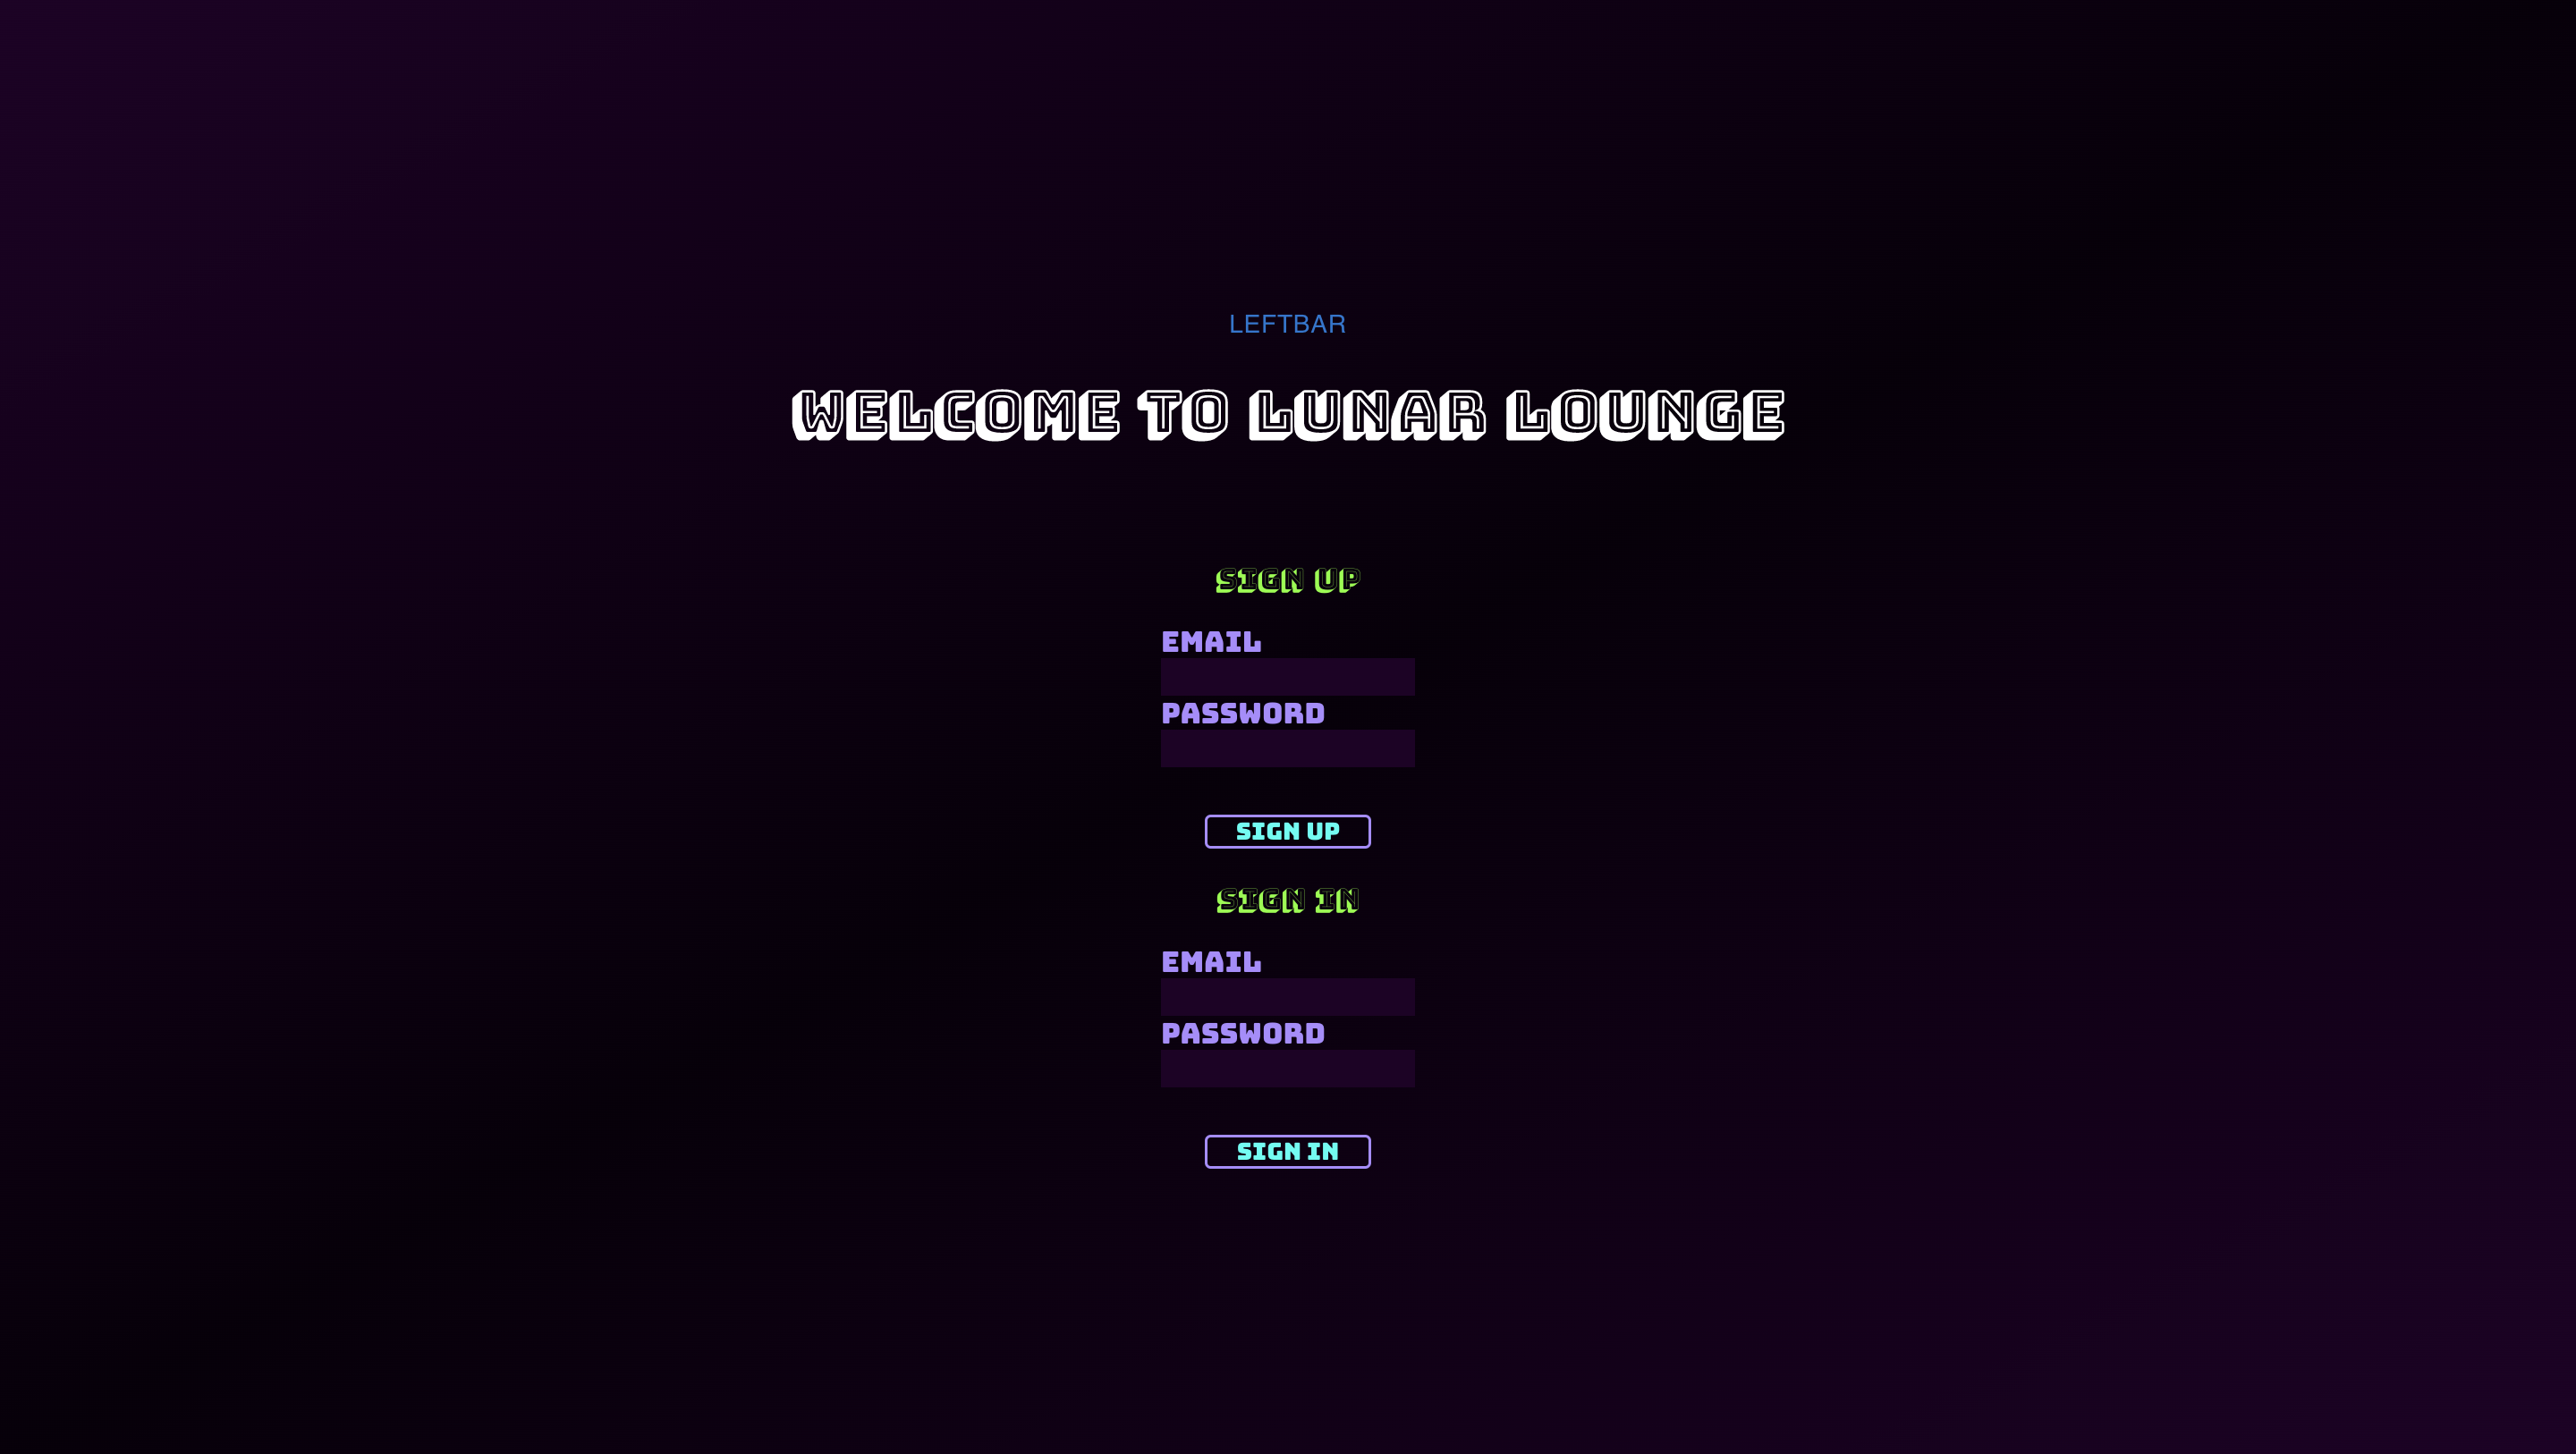 LEFTBAR
WELCOME TO LUNAR LOUNGE
SIGN UP
EMAIL
PASSWORD
SIGN UP
SIGN IN
EMAIL
PASSWORD
SIGN IN